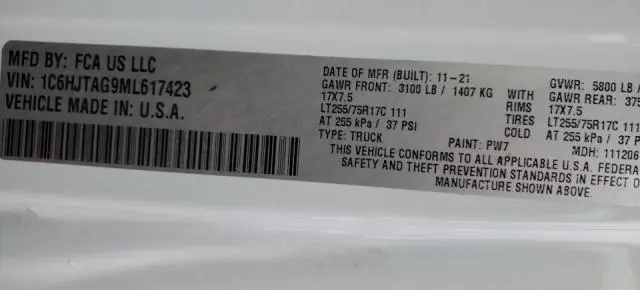 MFD BY: FCA US LLC
VIN: 1C6HJTAG9ML617423
VEHICLE MADE IN U.S.A.
DATE OF MFR (BUILT): 11-21 GVWR: 5800 LB /
GAWR FRONT: 3100 LB / 1407 KG WITH GAWR REAR: 375
17X7.5 RIMS 17X7.5
LT255/75R17C 111 TIRES LT255/75R17C 111
AT 255 kPa / 37 PSI COLD AT 255 kPa / 37 P
TYPE: TRUCK PAINT: PW7 MDH: 111206
THIS VEHICLE CONFORMS TO ALL APPLICABLE U.S.A. FEDERA
SAFETY AND THEFT PREVENTION STANDARDS IN EFFECT O
MANUFACTURE SHOWN ABOVE.